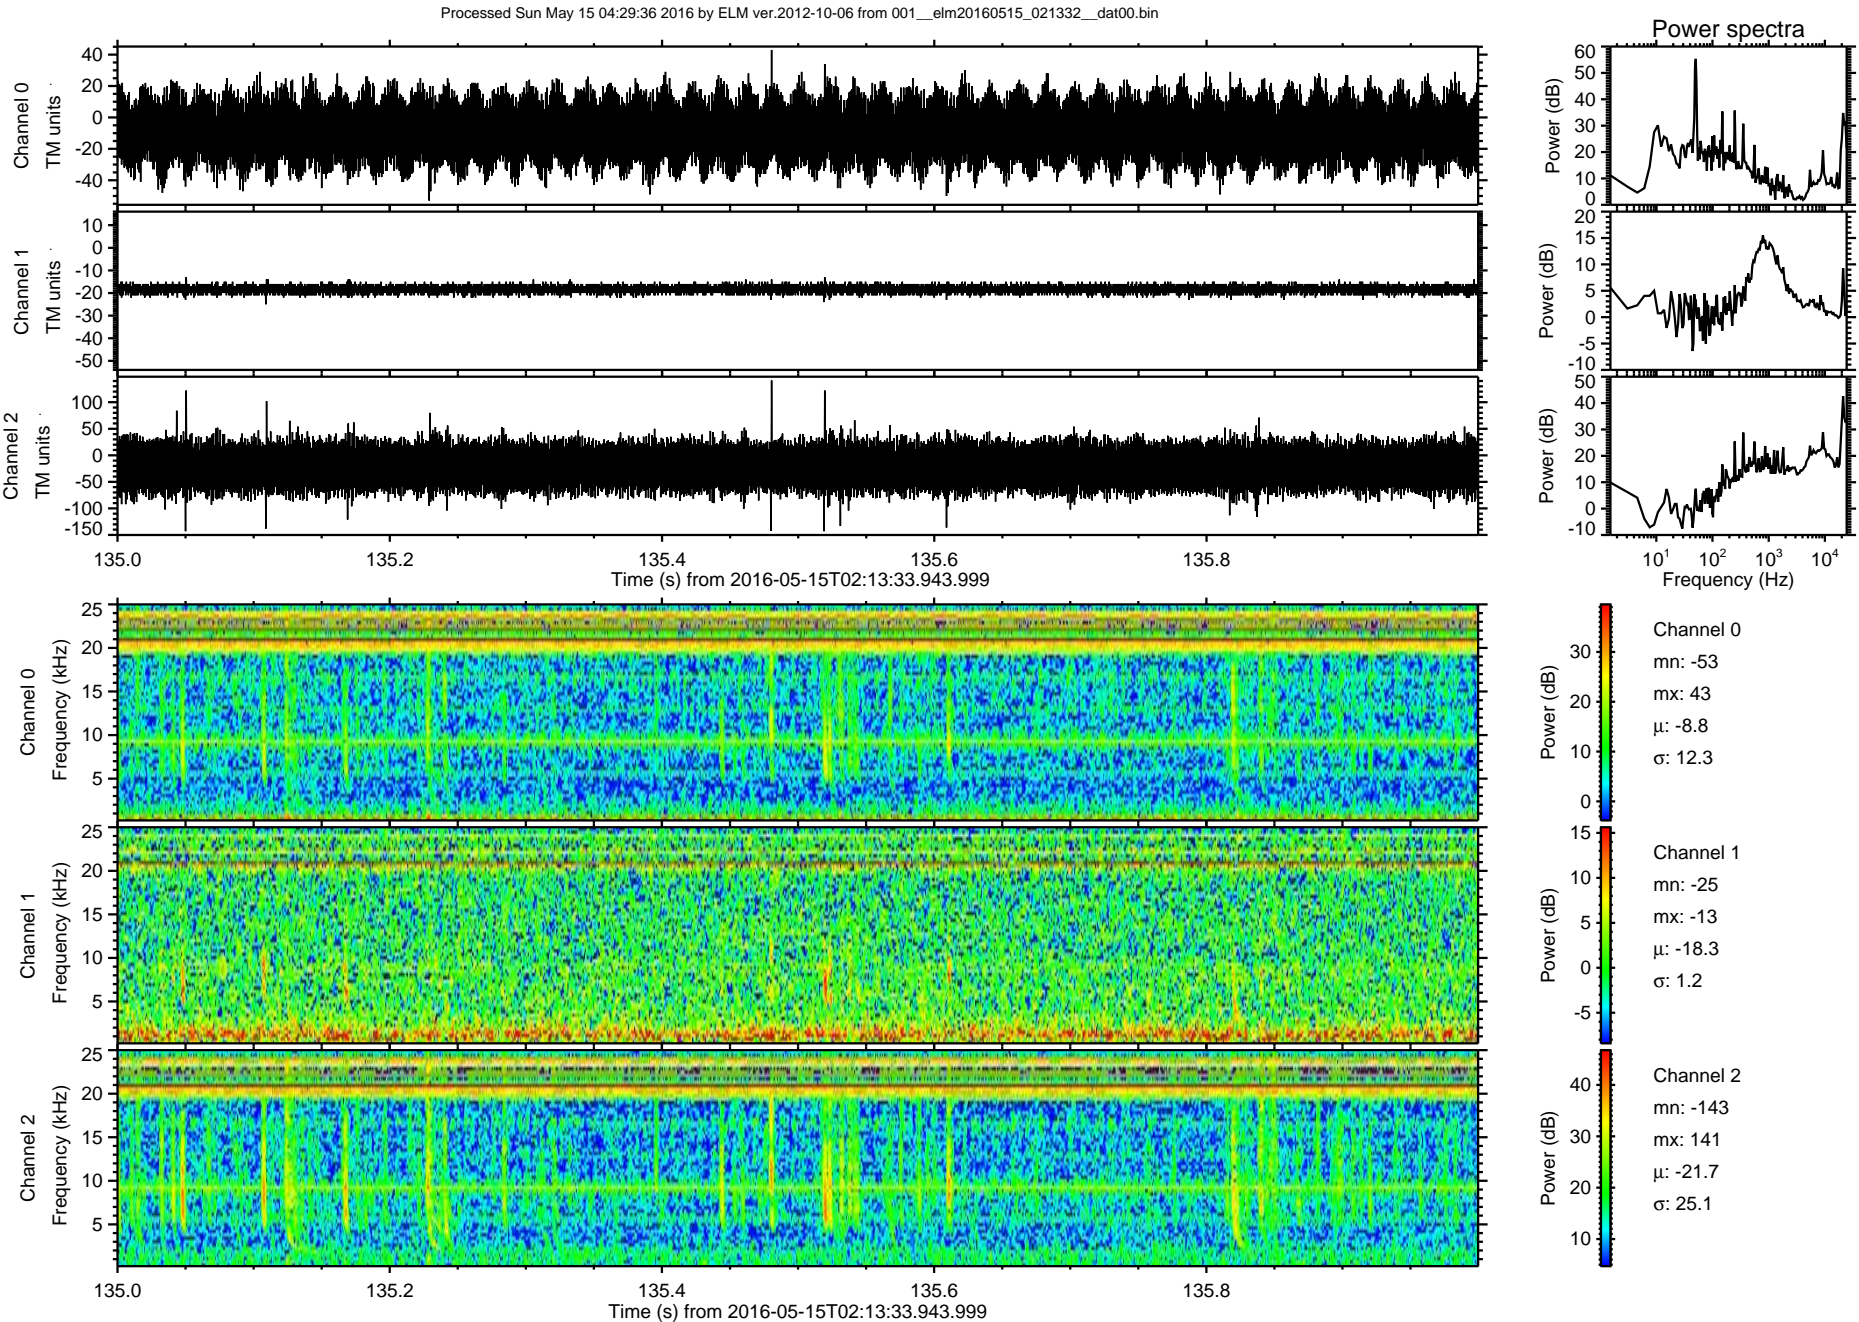 Processed Sun May 15 04:29:36 2016 by ELM ver.2012-10-06 from 001__elm20160515_021332__dat00.bin
Power spectra
Channel 0
TM units
40
20
0
-20
-40
Power (dB)
60
50
40
30
20
10
0
Channel 1
TM units
10
0
-10
-20
-30
-40
-50
Power (dB)
20
15
10
5
0
-5
-10
Channel 2
TM units
100
50
0
-50
-100
-150
Power (dB)
50
40
30
20
10
0
-10
135.0 135.2 135.4 135.6 135.8
Time (s) from 2016-05-15T02:13:33.943.999
10¹ 10² 10³ 10⁴
Frequency (Hz)
Channel 0
Frequency (kHz)
25
20
15
10
5
Power (dB)
30
20
10
0
Channel 0
mn: -53
mx: 43
μ: -8.8
σ: 12.3
Channel 1
Frequency (kHz)
25
20
15
10
5
Power (dB)
15
10
5
0
-5
Channel 1
mn: -25
mx: -13
μ: -18.3
σ: 1.2
Channel 2
Frequency (kHz)
25
20
15
10
5
Power (dB)
40
30
20
10
Channel 2
mn: -143
mx: 141
μ: -21.7
σ: 25.1
135.0 135.2 135.4 135.6 135.8
Time (s) from 2016-05-15T02:13:33.943.999